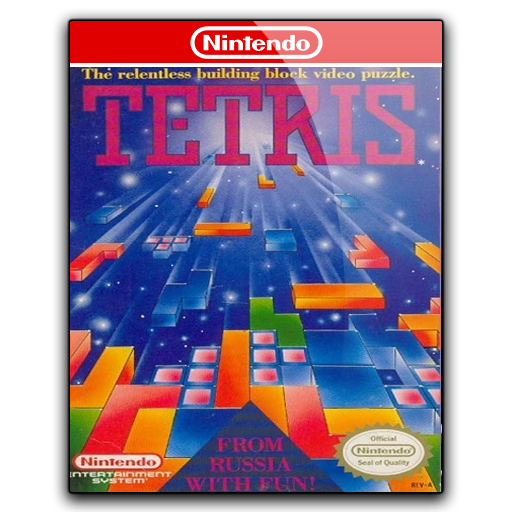 Nintendo
The relentless building block video puzzle.
TETRIS
*
FROM
RUSSIA
WITH FUN!
Nintendo
ENTERTAINMENT
SYSTEM®
Official
Nintendo
Seal of Quality
REV-A